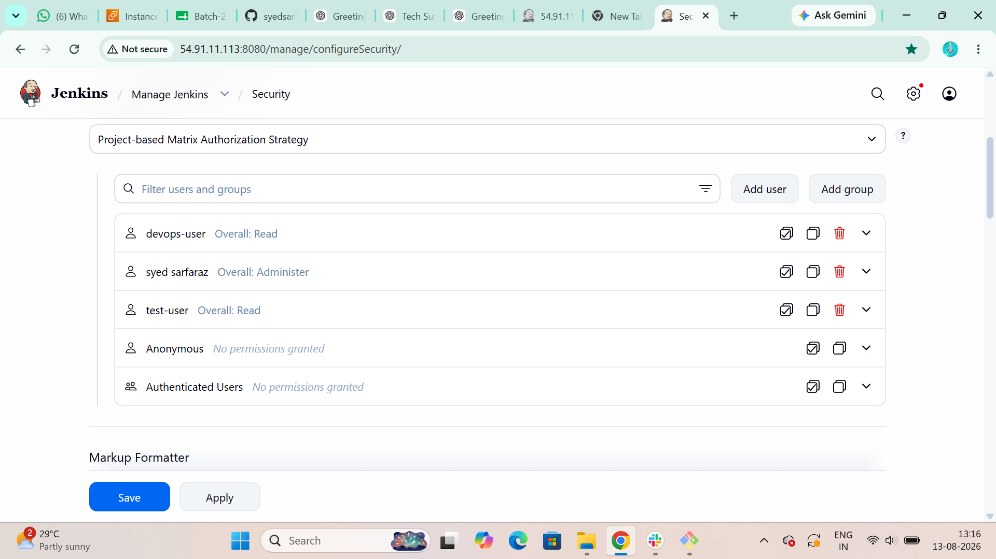 (6) Wha
Instance
Batch-2
syedsar
Greeting
Tech Su
Greeting
54.91.11
New Tab
Sec
Ask Gemini
Not secure
54.91.11.113:8080/manage/configureSecurity/
Jenkins / Manage Jenkins / Security
Project-based Matrix Authorization Strategy
?
Filter users and groups
Add user
Add group
devops-user Overall: Read
syed sarfaraz Overall: Administer
test-user Overall: Read
Anonymous No permissions granted
Authenticated Users No permissions granted
Markup Formatter
Save
Apply
2
29°C
Partly sunny
Search
ENG
IN
13:16
13-08-2026